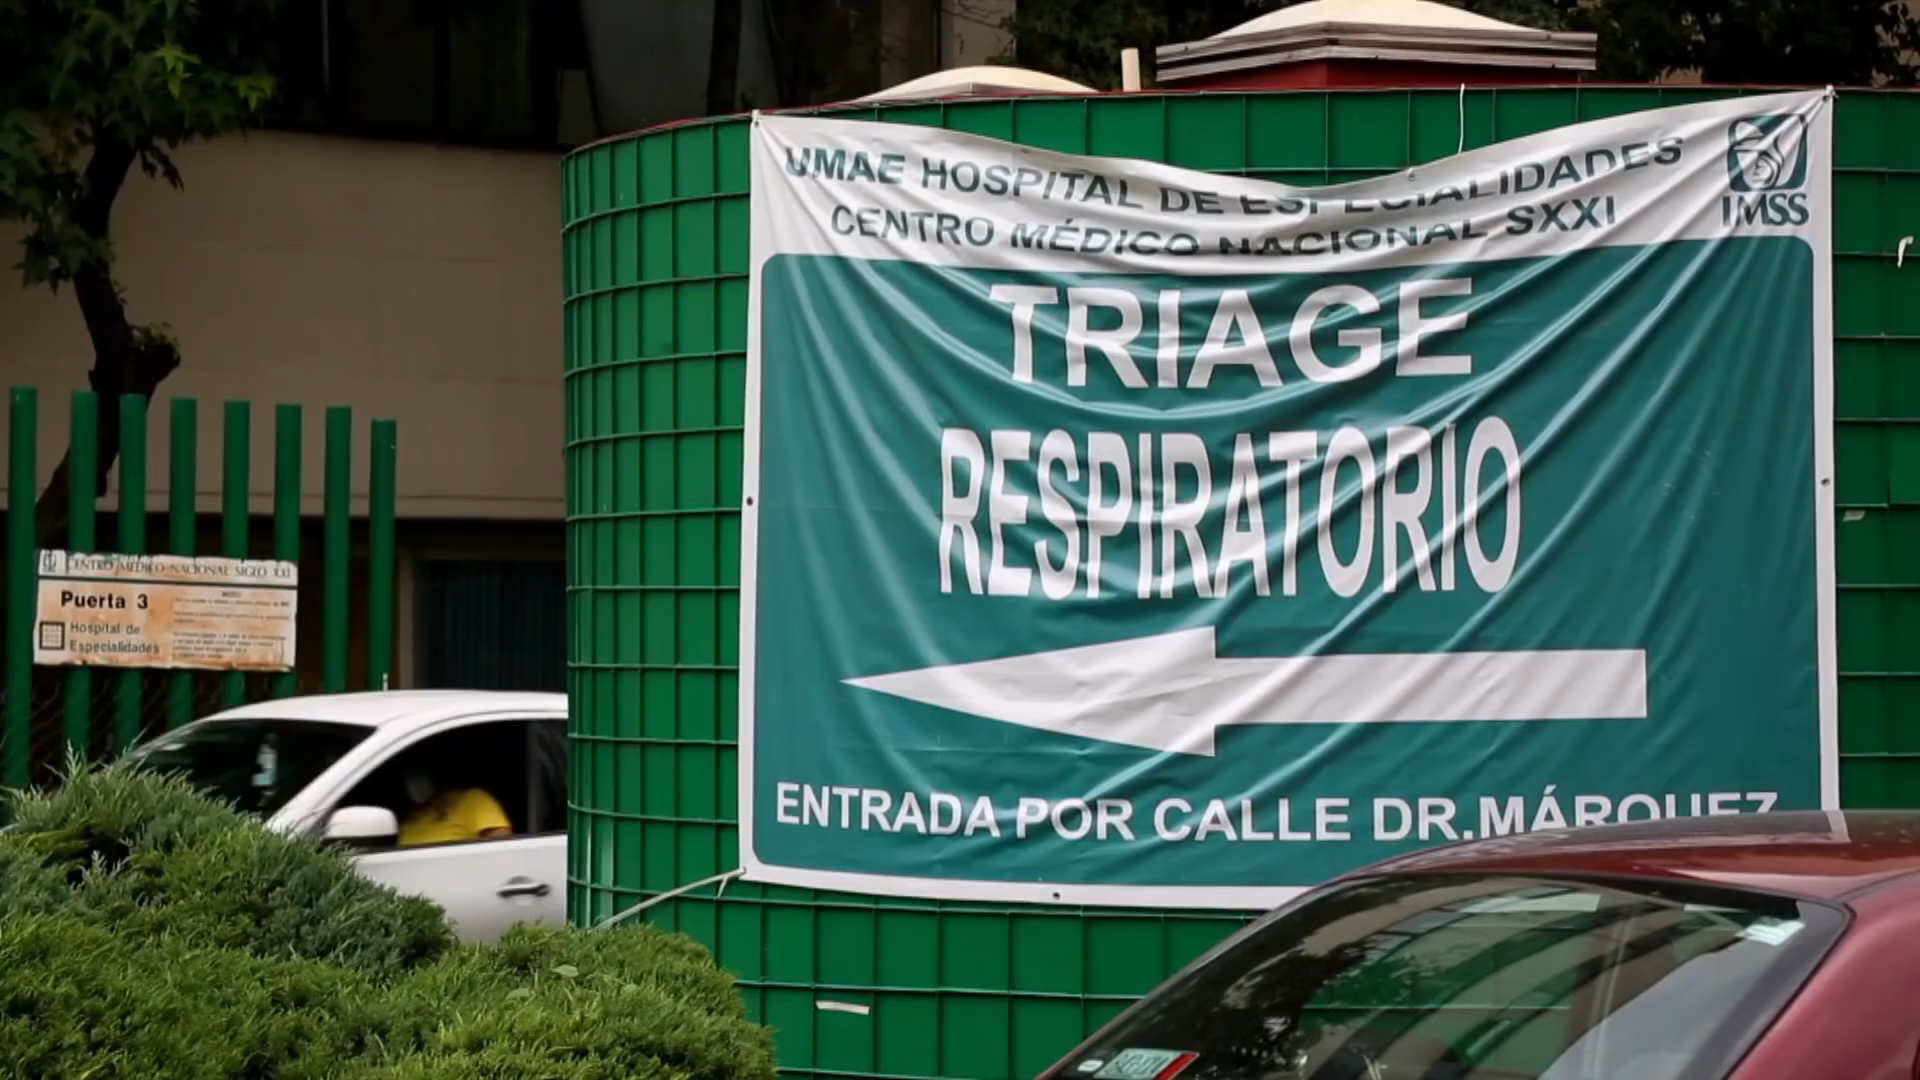 UMAE HOSPITAL DE ESPECIALIDADES
CENTRO MÉDICO NACIONAL SXXI
IMSS
TRIAGE
RESPIRATORIO
ENTRADA POR CALLE DR.MÁRQUEZ
CENTRO MEDICO NACIONAL SIGLO XXI
Puerta 3
Hospital de
Especialidades